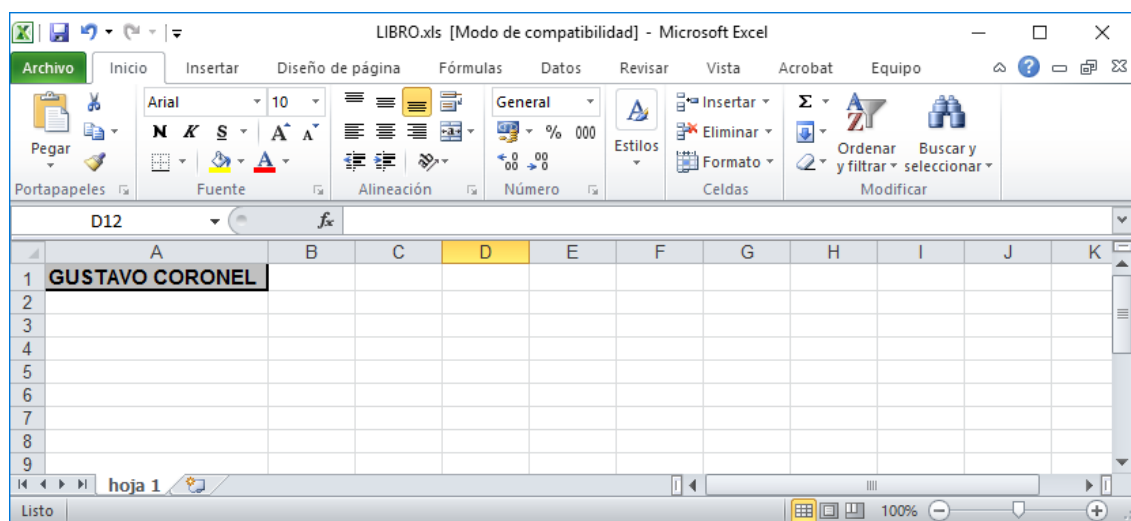 LIBRO.xls [Modo de compatibilidad] - Microsoft Excel
Archivo Inicio Insertar Diseño de página Fórmulas Datos Revisar Vista Acrobat Equipo
Pegar
Portapapeles
Arial 10
N K S A A
A
Fuente
Alineación
General
% 000
Número
Estilos
Insertar
Eliminar
Formato
Celdas
Σ
Ordenar y filtrar
Buscar y seleccionar
Modificar
D12 fx
A B C D E F G H I J K
1 GUSTAVO CORONEL
2
3
4
5
6
7
8
9
hoja 1
Listo 100%